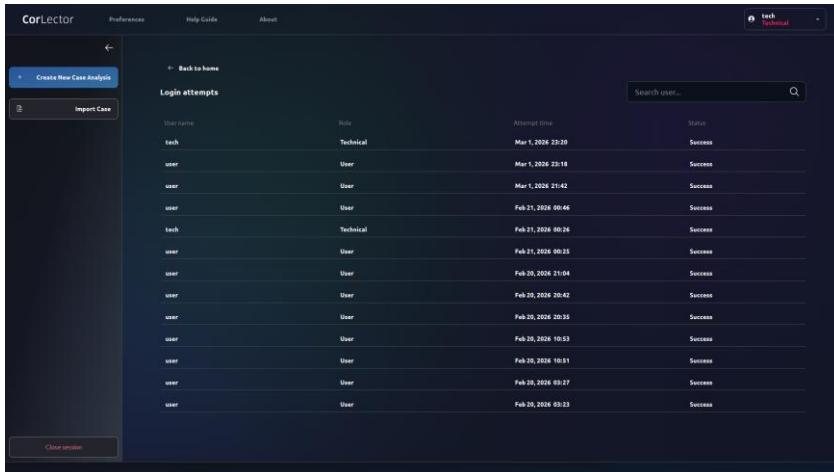 CorLector Preferences Help Guide About tech
Technical
← Back to home
+ Create New Case Analysis
Login attempts Search user...
Import Case
User name Role Attempt time Status
tech Technical Mar 1, 2026 23:20 Success
user User Mar 1, 2026 23:18 Success
user User Mar 1, 2026 21:42 Success
user User Feb 21, 2026 00:46 Success
tech Technical Feb 21, 2026 00:26 Success
user User Feb 21, 2026 00:25 Success
user User Feb 20, 2026 21:04 Success
user User Feb 20, 2026 20:42 Success
user User Feb 20, 2026 20:35 Success
user User Feb 20, 2026 10:53 Success
user User Feb 20, 2026 10:51 Success
user User Feb 20, 2026 03:27 Success
user User Feb 20, 2026 03:23 Success
Close session